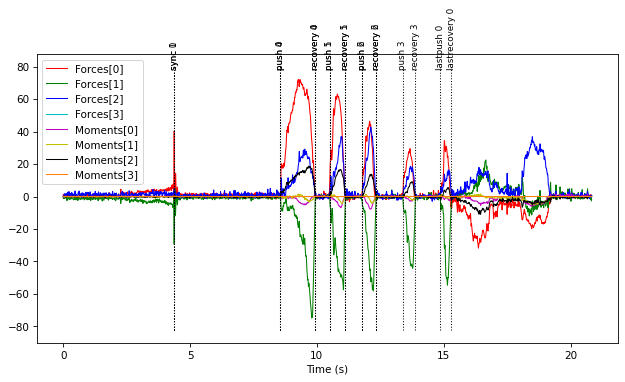 sync 0
push 0
recovery 0
push 1
recovery 1
push 2
recovery 2
push 3
recovery 3
lastpush 0
lastrecovery 0
Forces[0]
Forces[1]
Forces[2]
Forces[3]
Moments[0]
Moments[1]
Moments[2]
Moments[3]
80
60
40
20
0
−20
−40
−60
−80
0
5
10
15
20
Time (s)